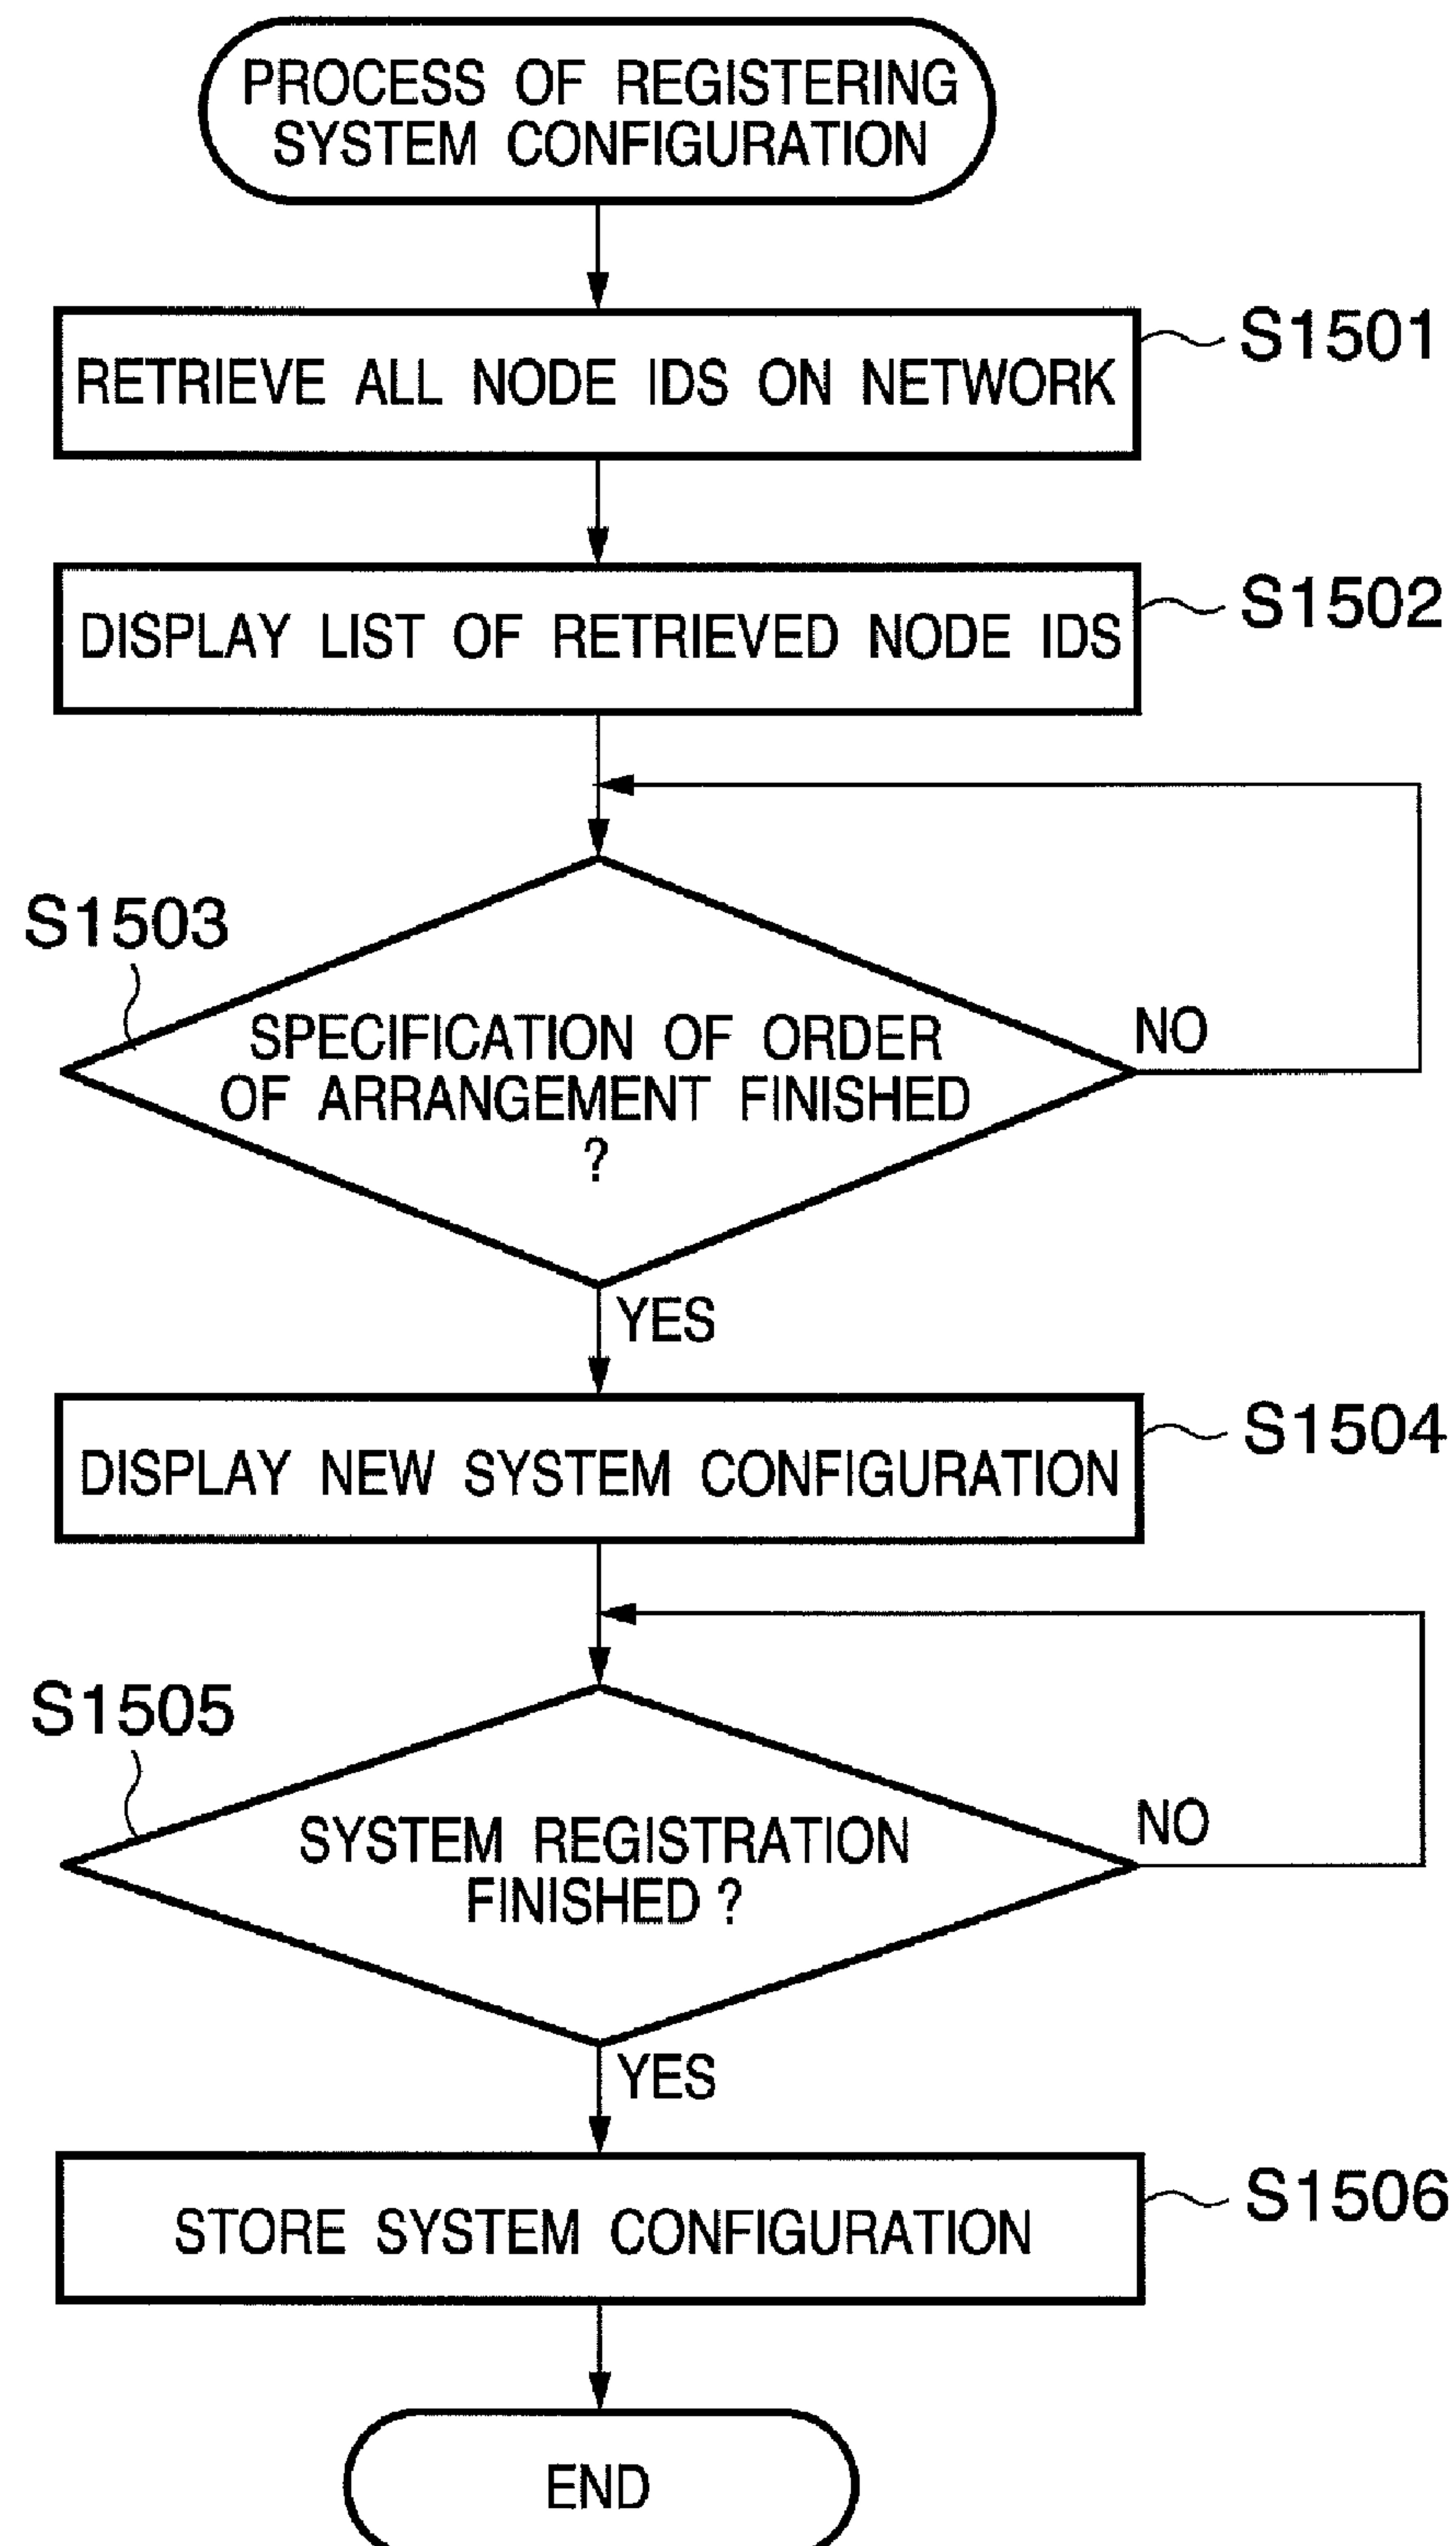 PROCESS OF REGISTERING
SYSTEM CONFIGURATION
RETRIEVE ALL NODE IDS ON NETWORK
S1501
DISPLAY LIST OF RETRIEVED NODE IDS
S1502
S1503
SPECIFICATION OF ORDER
OF ARRANGEMENT FINISHED
?
NO
YES
DISPLAY NEW SYSTEM CONFIGURATION
S1504
S1505
SYSTEM REGISTRATION
FINISHED ?
NO
YES
STORE SYSTEM CONFIGURATION
S1506
END